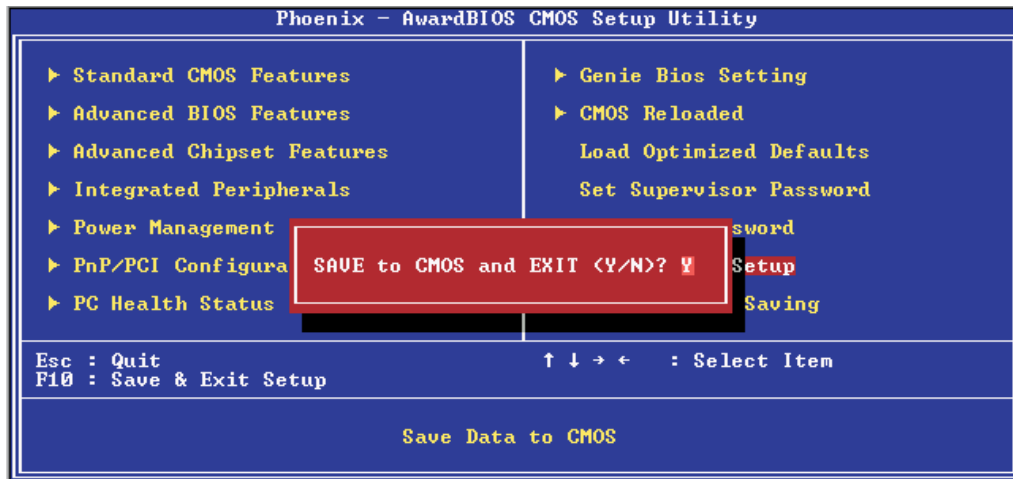 Phoenix - AwardBIOS CMOS Setup Utility
Standard CMOS Features
Advanced BIOS Features
Advanced Chipset Features
Integrated Peripherals
Power Management
PnP/PCI Configura
PC Health Status
Genie Bios Setting
CMOS Reloaded
Load Optimized Defaults
Set Supervisor Password
sword
Setup
Saving
SAVE to CMOS and EXIT (Y/N)? Y
Esc : Quit
F10 : Save & Exit Setup
↑ ↓ → ← : Select Item
Save Data to CMOS